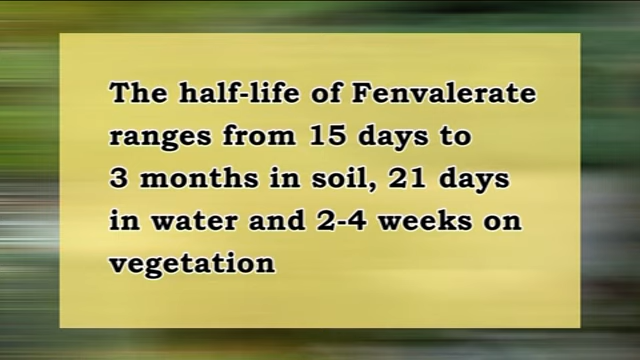 The half-life of Fenvalerate
ranges from 15 days to
3 months in soil, 21 days
in water and 2-4 weeks on
vegetation